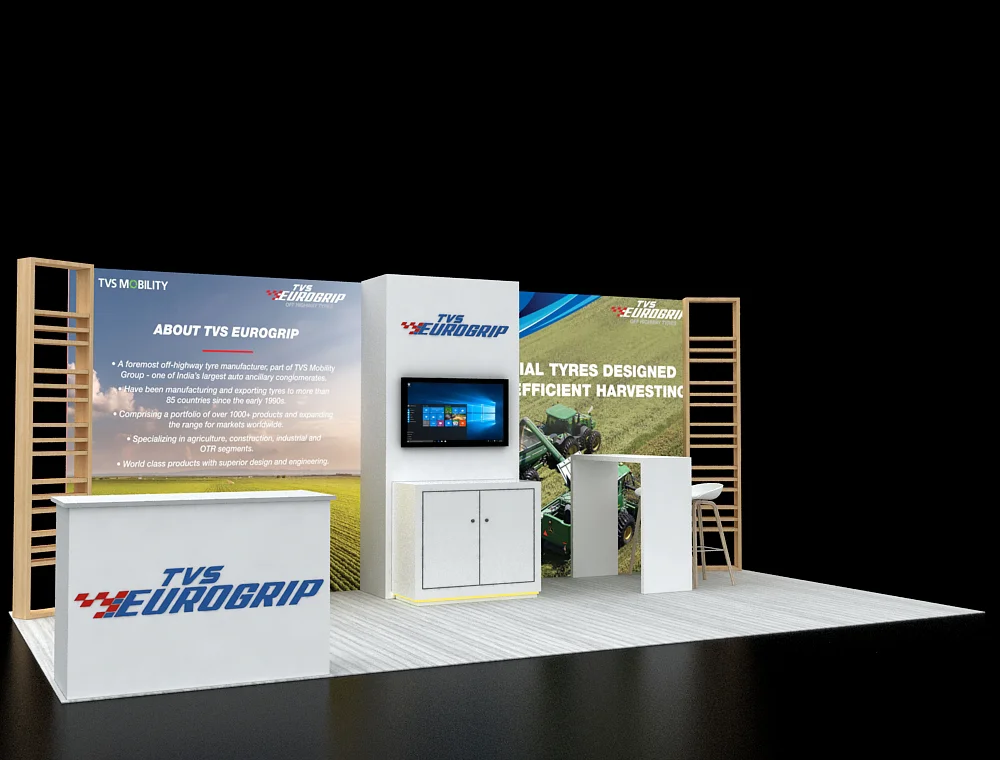 TVS MOBILITY
TVS
EUROGRIP
OFF HIGHWAY TYRES
ABOUT TVS EUROGRIP
• A foremost off-highway tyre manufacturer, part of TVS Mobility
Group - one of India's largest auto ancillary conglomerates.
• Have been manufacturing and exporting tyres to more than
85 countries since the early 1990s.
• Comprising a portfolio of over 1000+ products and expanding
the range for markets worldwide.
• Specializing in agriculture, construction, industrial and
OTR segments.
• World class products with superior design and engineering.
TVS
EUROGRIP
TVS
EUROGRIP
OFF HIGHWAY TYRES
IAL TYRES DESIGNED
EFFICIENT HARVESTING
TVS
EUROGRIP